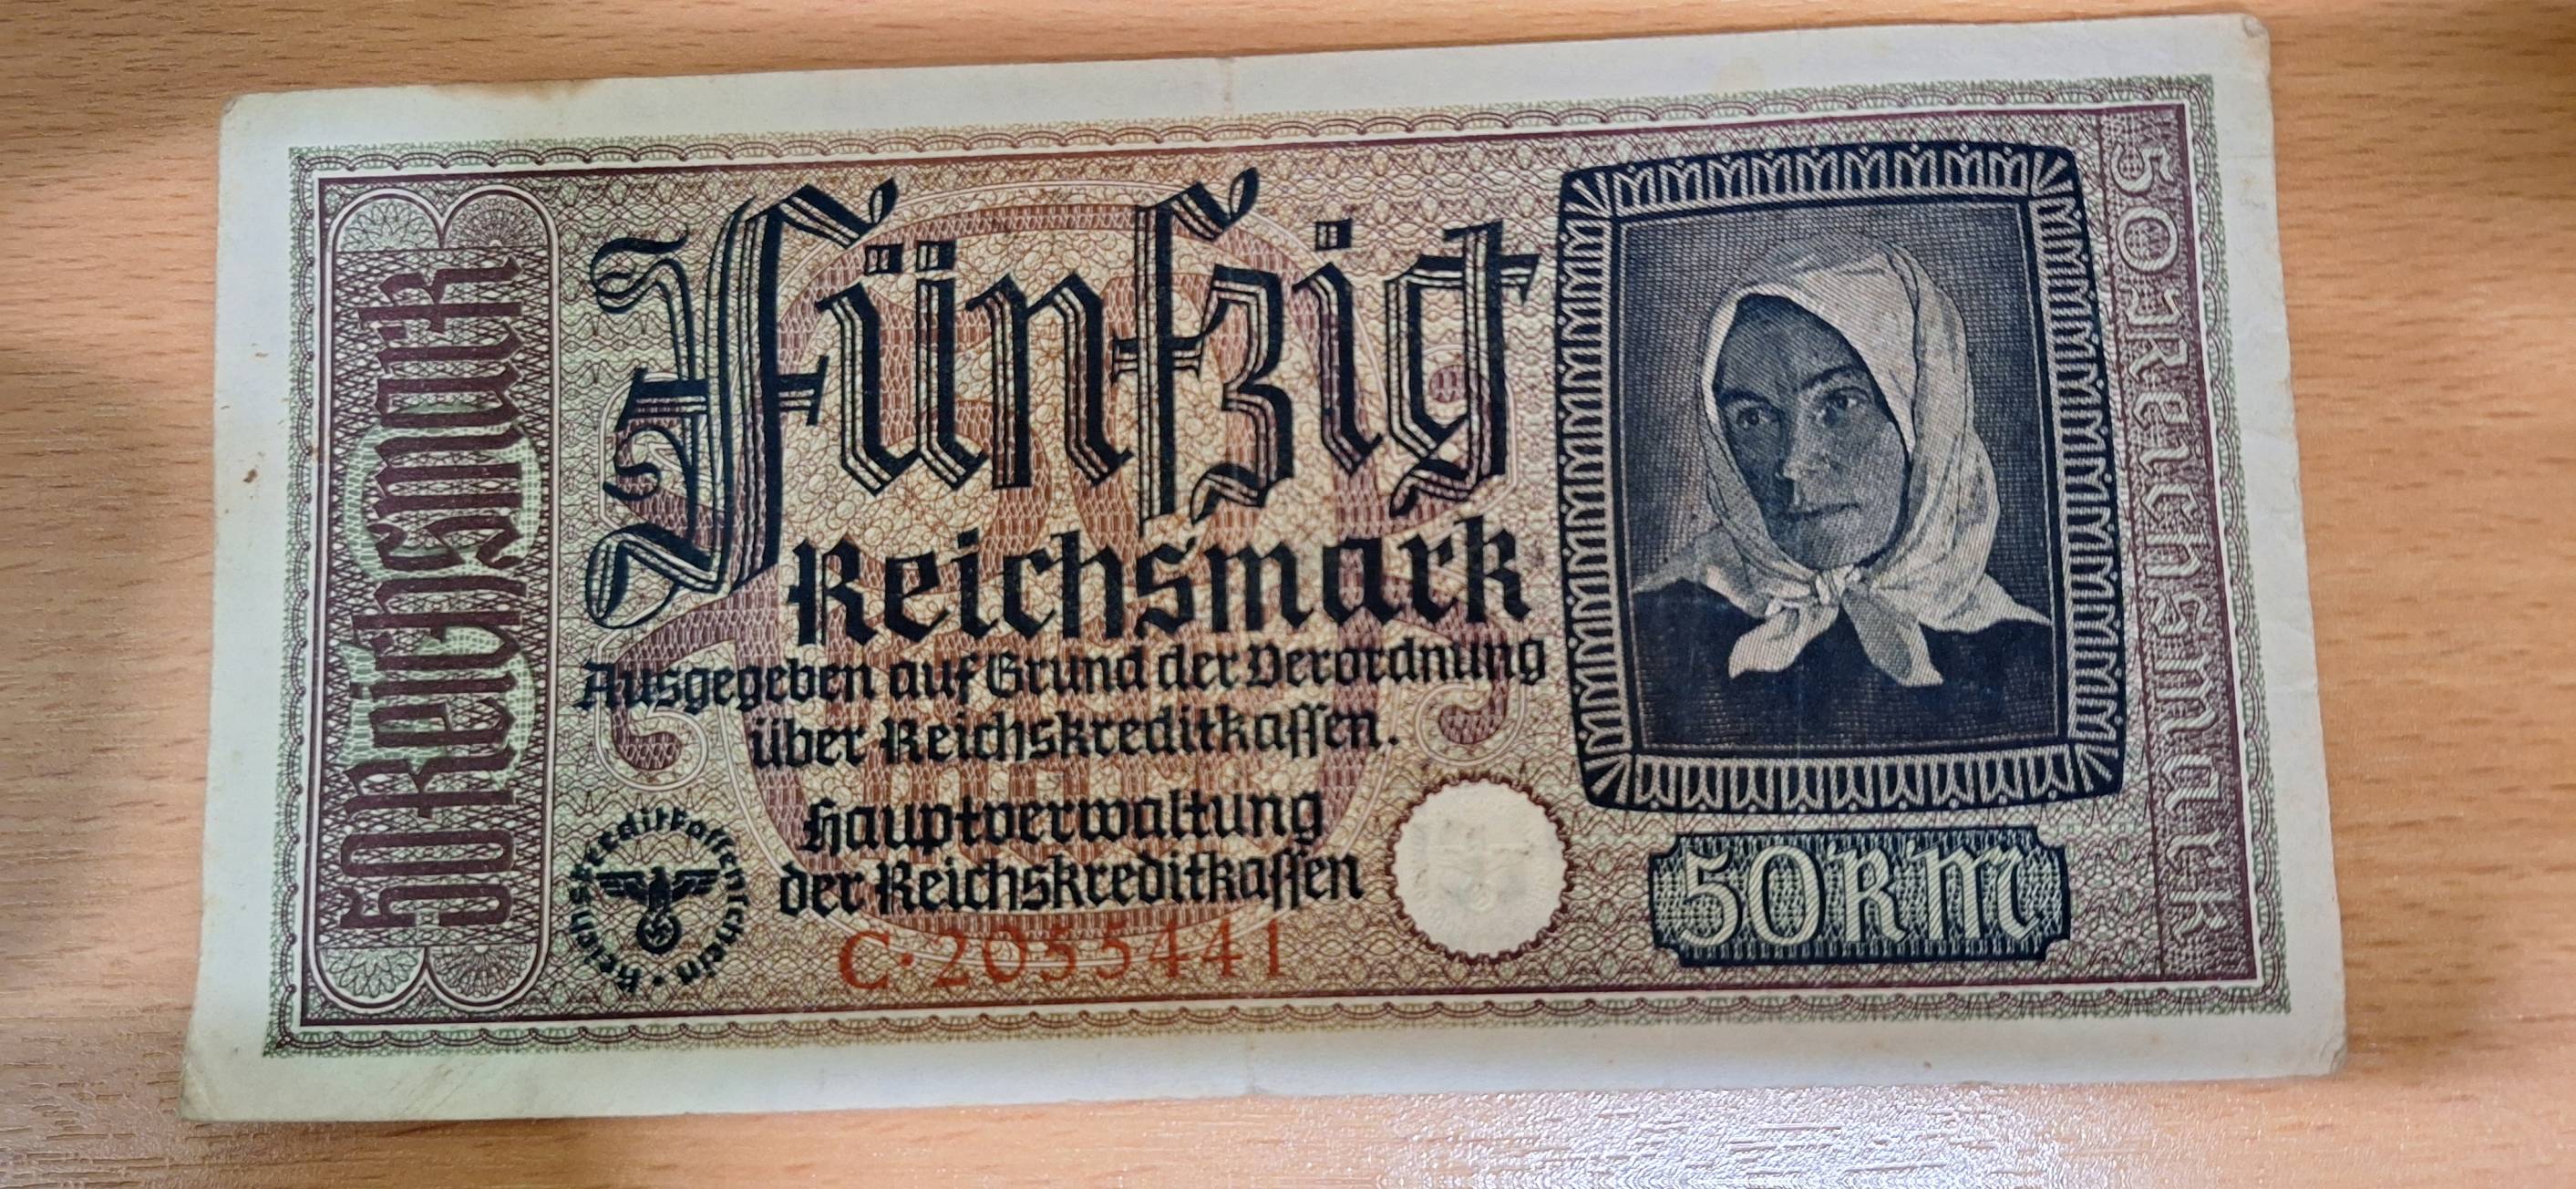 50 Reichsmark
Fünfzig
Reichsmark
Ausgegeben auf Grund der Verordnung
über Reichskreditkassen.
Hauptverwaltung
der Reichskreditkassen
Reichskreditkassenschein
C·2055441
50 RM
50 Reichsmark